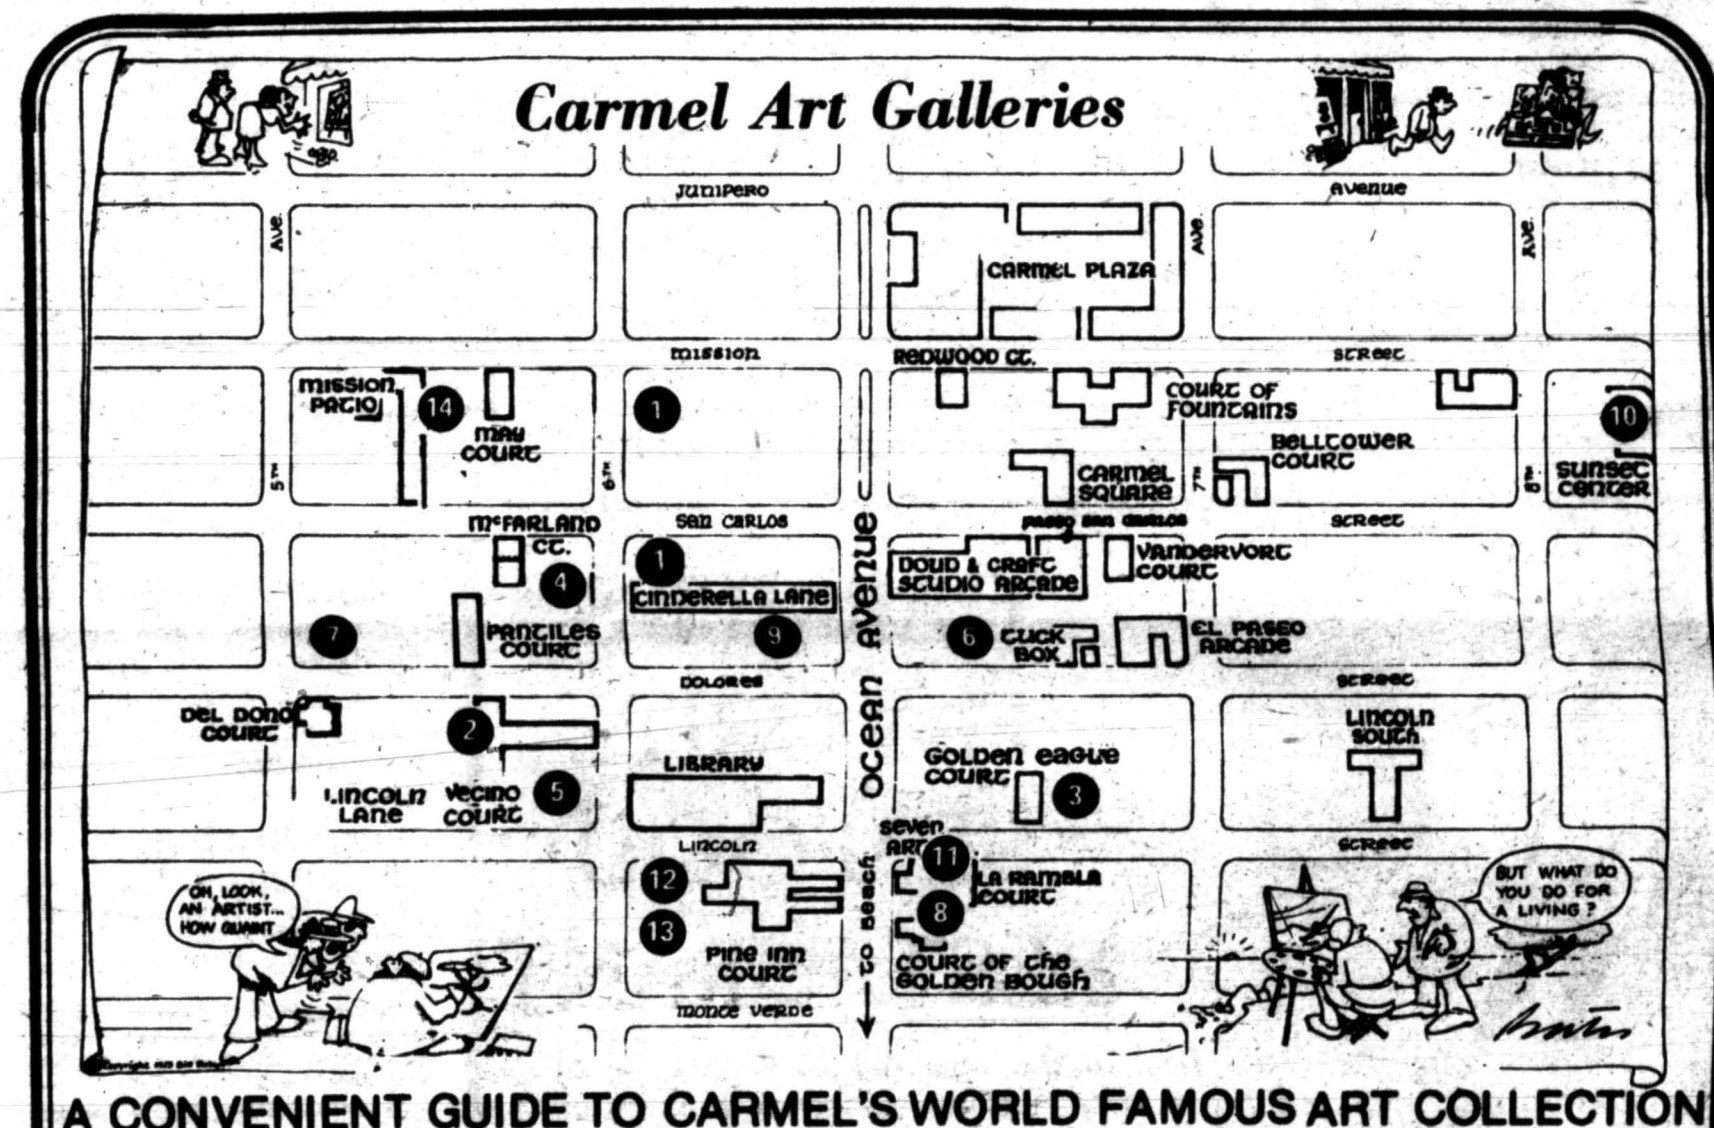 Carmel Art Galleries
JUNIPERO
AVENUE
AVE.
AVE.
AVE.
CARMEL PLAZA
MISSION
REDWOOD CT.
STREET
MISSION
PATIO
14
MAY
COURT
1
COURT OF
FOUNTAINS
10
BELLTOWER
COURT
CARMEL
SQUARE
SUNSET
CENTER
5TH
6TH
7TH
8TH
McFARLAND
CT.
SAN CARLOS
PASEO SAN CARLOS
STREET
4
1
CINDERELLA LANE
DOUD & CRAFT
STUDIO ARCADE
VANDERVORT
COURT
7
PANTILES
COURT
9
6
TUCK
BOX
EL PASEO
ARCADE
OCEAN AVENUE
DOLORES
STREET
DEL DONO
COURT
2
LINCOLN
SOUTH
LIBRARY
GOLDEN EAGUE
COURT
3
LINCOLN
LANE
VECINO
COURT
5
LINCOLN
SEVEN
ART
11
STREET
12
LA RAMBLA
COURT
8
13
PINE INN
COURT
TO BEACH
COURT OF THE
GOLDEN BOUGH
MONTE VERDE
OH, LOOK,
AN ARTIST...
HOW QUAINT
BUT WHAT DO
YOU DO FOR
A LIVING?
A CONVENIENT GUIDE TO CARMEL'S WORLD FAMOUS ART COLLECTION